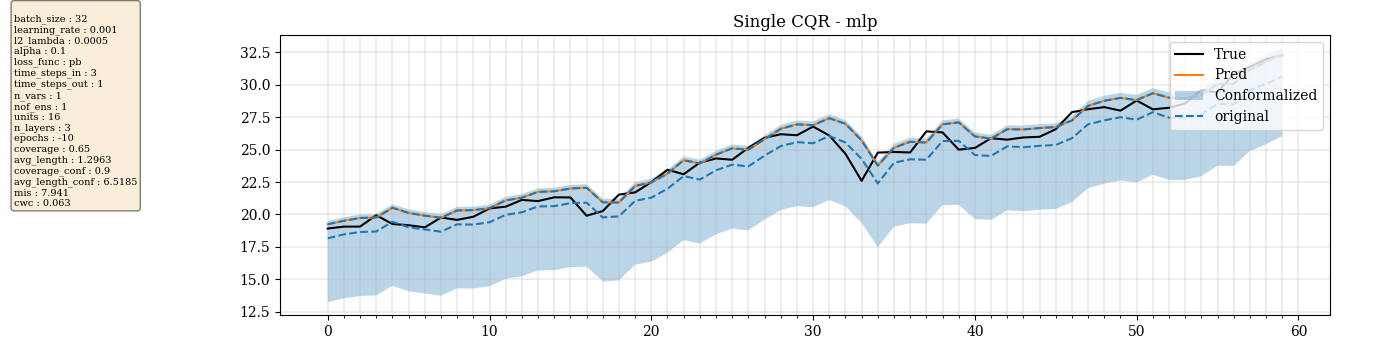 batch_size : 32
learning_rate : 0.001
l2_lambda : 0.0005
alpha : 0.1
loss_func : pb
time_steps_in : 3
time_steps_out : 1
n_vars : 1
nof_ens : 1
units : 16
n_layers : 3
epochs : -10
coverage : 0.65
avg_length : 1.2963
coverage_conf : 0.9
avg_length_conf : 6.5185
mis : 7.941
cwc : 0.063
Single CQR - mlp
32.5
30.0
27.5
25.0
22.5
20.0
17.5
15.0
12.5
True
Pred
Conformalized
original
0 10 20 30 40 50 60